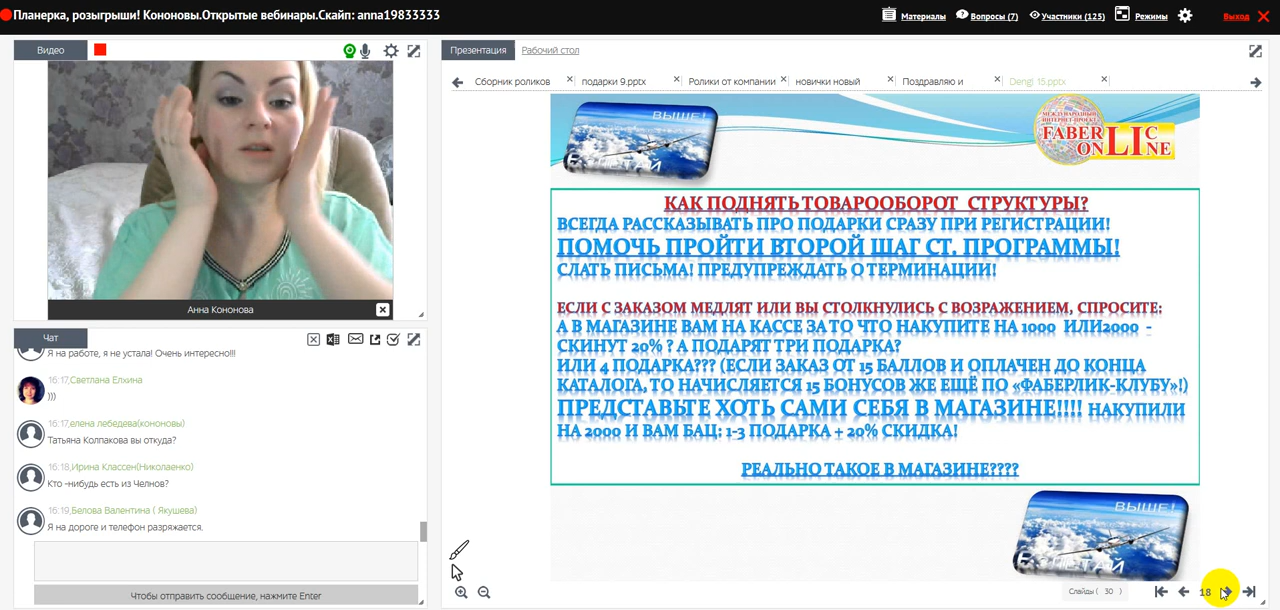 Планерка, розыгрыши! Кононовы.Открытые вебинары.Скайп: anna19833333
Материалы
Вопросы (7)
Участники (125)
Режимы
Выход
Видео
Анна Кононова
Чат
Я на работе, я не устала! Очень интересно!!!
16:17,Светлана Елхина
)))
16:17,елена лебедева(кононовы)
Татьяна Колпакова вы откуда?
16:18,Ирина Классен(Николаенко)
Кто -нибудь есть из Челнов?
16:19,Белова Валентина ( Якушева)
Я на дороге и телефон разряжается.
Чтобы отправить сообщение, нажмите Enter
Презентация
Рабочий стол
Сборник роликов
подарки 9.pptx
Ролики от компании
новички новый
Поздравляю и
Dengi 15.pptx
ВЫШЕ!
МЕЖДУНАРОДНЫЙ
ИНТЕРНЕТ-ПРОЕКТ
FABERLIC
ONLINE
КАК ПОДНЯТЬ ТОВАРООБОРОТ СТРУКТУРЫ?
ВСЕГДА РАССКАЗЫВАТЬ ПРО ПОДАРКИ СРАЗУ ПРИ РЕГИСТРАЦИИ!
ПОМОЧЬ ПРОЙТИ ВТОРОЙ ШАГ СТ. ПРОГРАММЫ!
СЛАТЬ ПИСЬМА! ПРЕДУПРЕЖДАТЬ О ТЕРМИНАЦИИ!
ЕСЛИ С ЗАКАЗОМ МЕДЛЯТ ИЛИ ВЫ СТОЛКНУЛИСЬ С ВОЗРАЖЕНИЕМ, СПРОСИТЕ:
А В МАГАЗИНЕ ВАМ НА КАССЕ ЗА ТО ЧТО НАКУПИТЕ НА 1000 ИЛИ2000 -
СКИНУТ 20% ? А ПОДАРЯТ ТРИ ПОДАРКА?
ИЛИ 4 ПОДАРКА??? (ЕСЛИ ЗАКАЗ ОТ 15 БАЛЛОВ И ОПЛАЧЕН ДО КОНЦА
КАТАЛОГА, ТО НАЧИСЛЯЕТСЯ 15 БОНУСОВ ЖЕ ЕЩЁ ПО «ФАБЕРЛИК-КЛУБУ»!)
ПРЕДСТАВЬТЕ ХОТЬ САМИ СЕБЯ В МАГАЗИНЕ!!!! НАКУПИЛИ
НА 2000 И ВАМ БАЦ: 1-3 ПОДАРКА + 20% СКИДКА!
РЕАЛЬНО ТАКОЕ В МАГАЗИНЕ????
ВЫШЕ!
Слайды ( 30 )
18